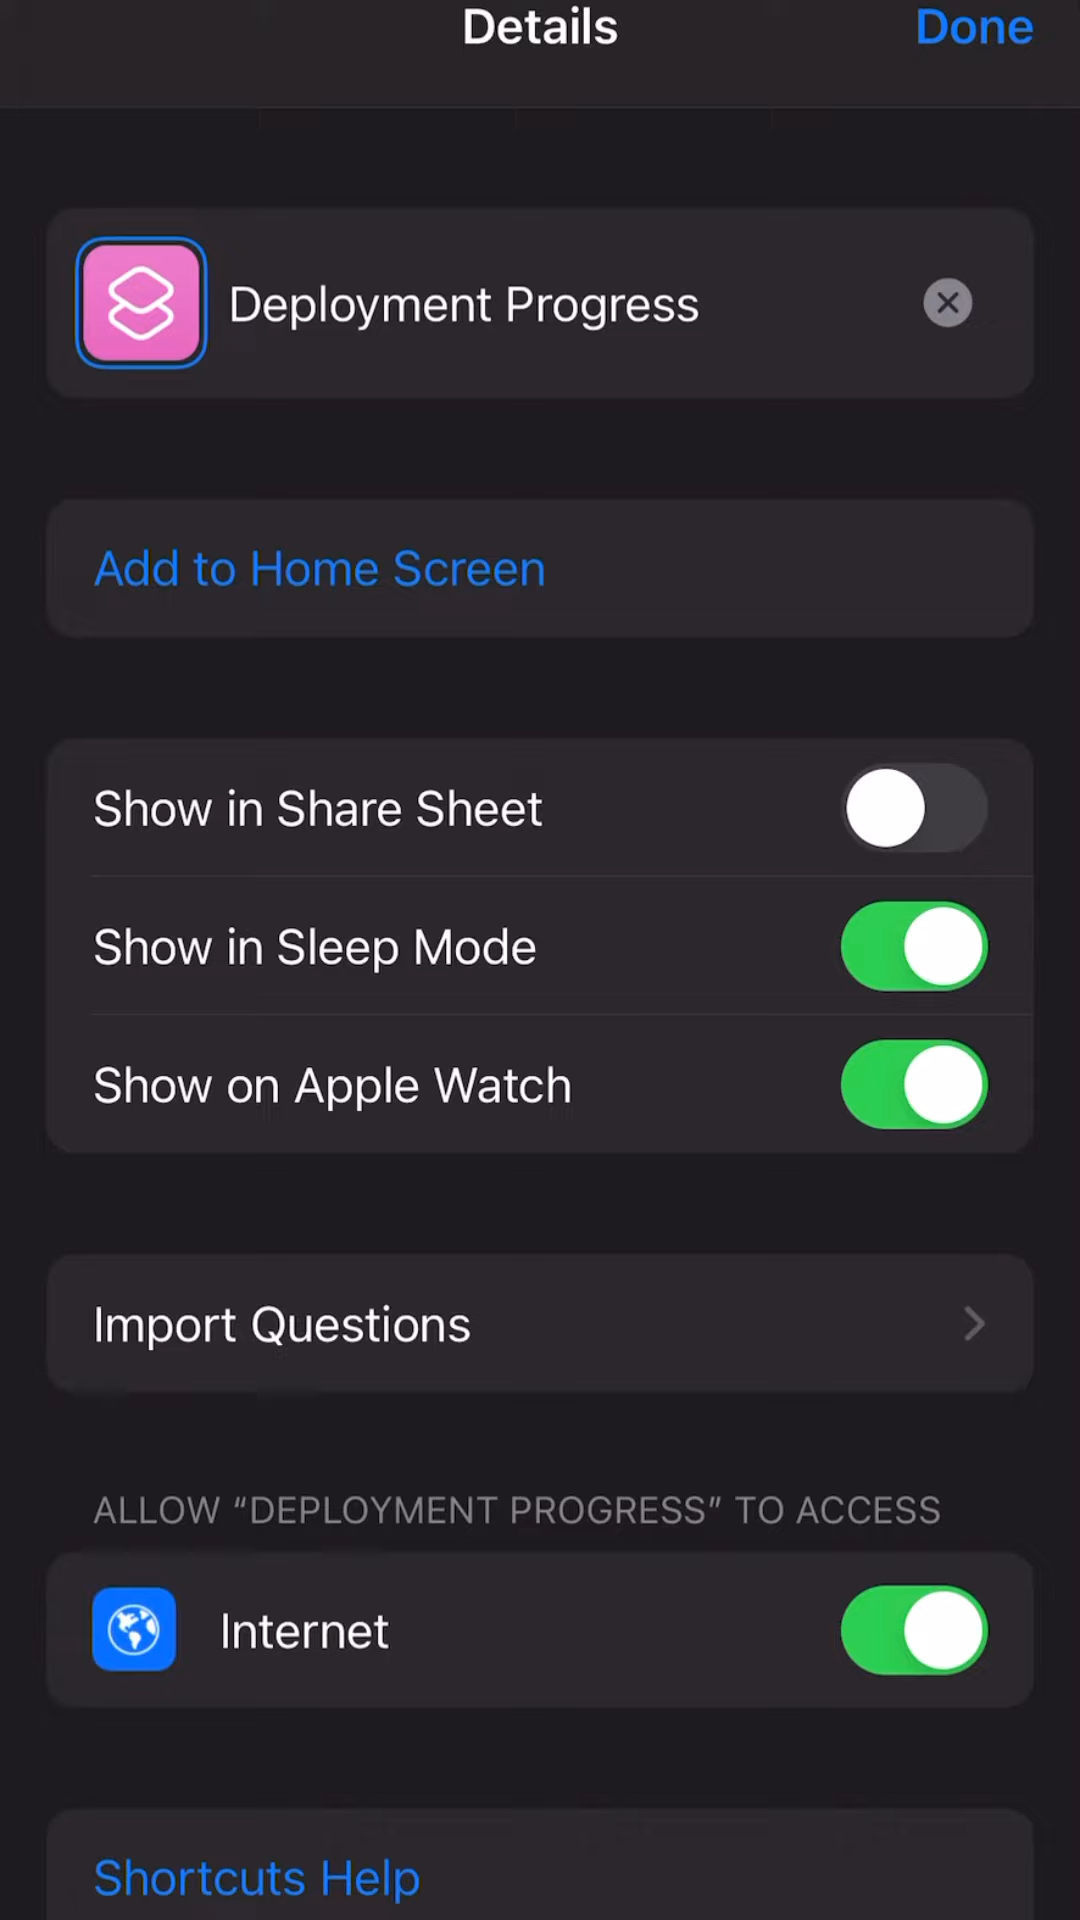 Details
Done
Deployment Progress
Add to Home Screen
Show in Share Sheet
Show in Sleep Mode
Show on Apple Watch
Import Questions
ALLOW “DEPLOYMENT PROGRESS” TO ACCESS
Internet
Shortcuts Help